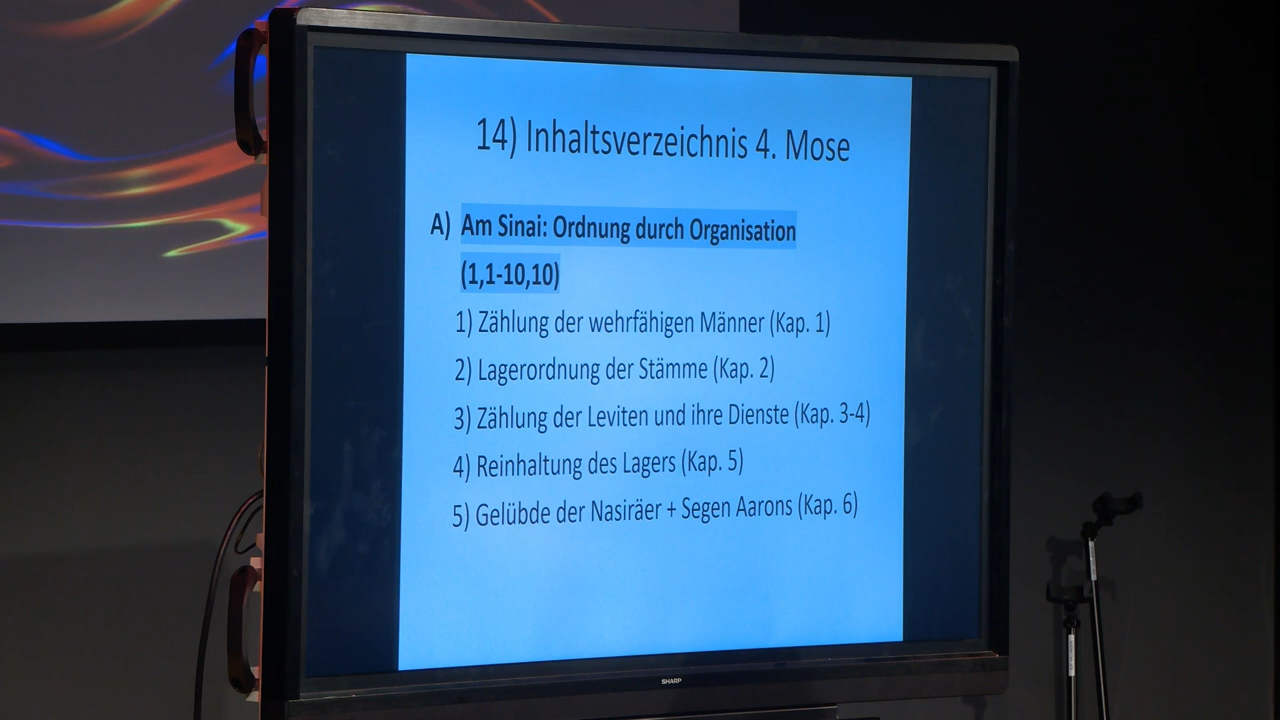 14) Inhaltsverzeichnis 4. Mose
A) Am Sinai: Ordnung durch Organisation
(1,1-10,10)
1) Zählung der wehrfähigen Männer (Kap. 1)
2) Lagerordnung der Stämme (Kap. 2)
3) Zählung der Leviten und ihre Dienste (Kap. 3-4)
4) Reinhaltung des Lagers (Kap. 5)
5) Gelübde der Nasiräer + Segen Aarons (Kap. 6)
SHARP